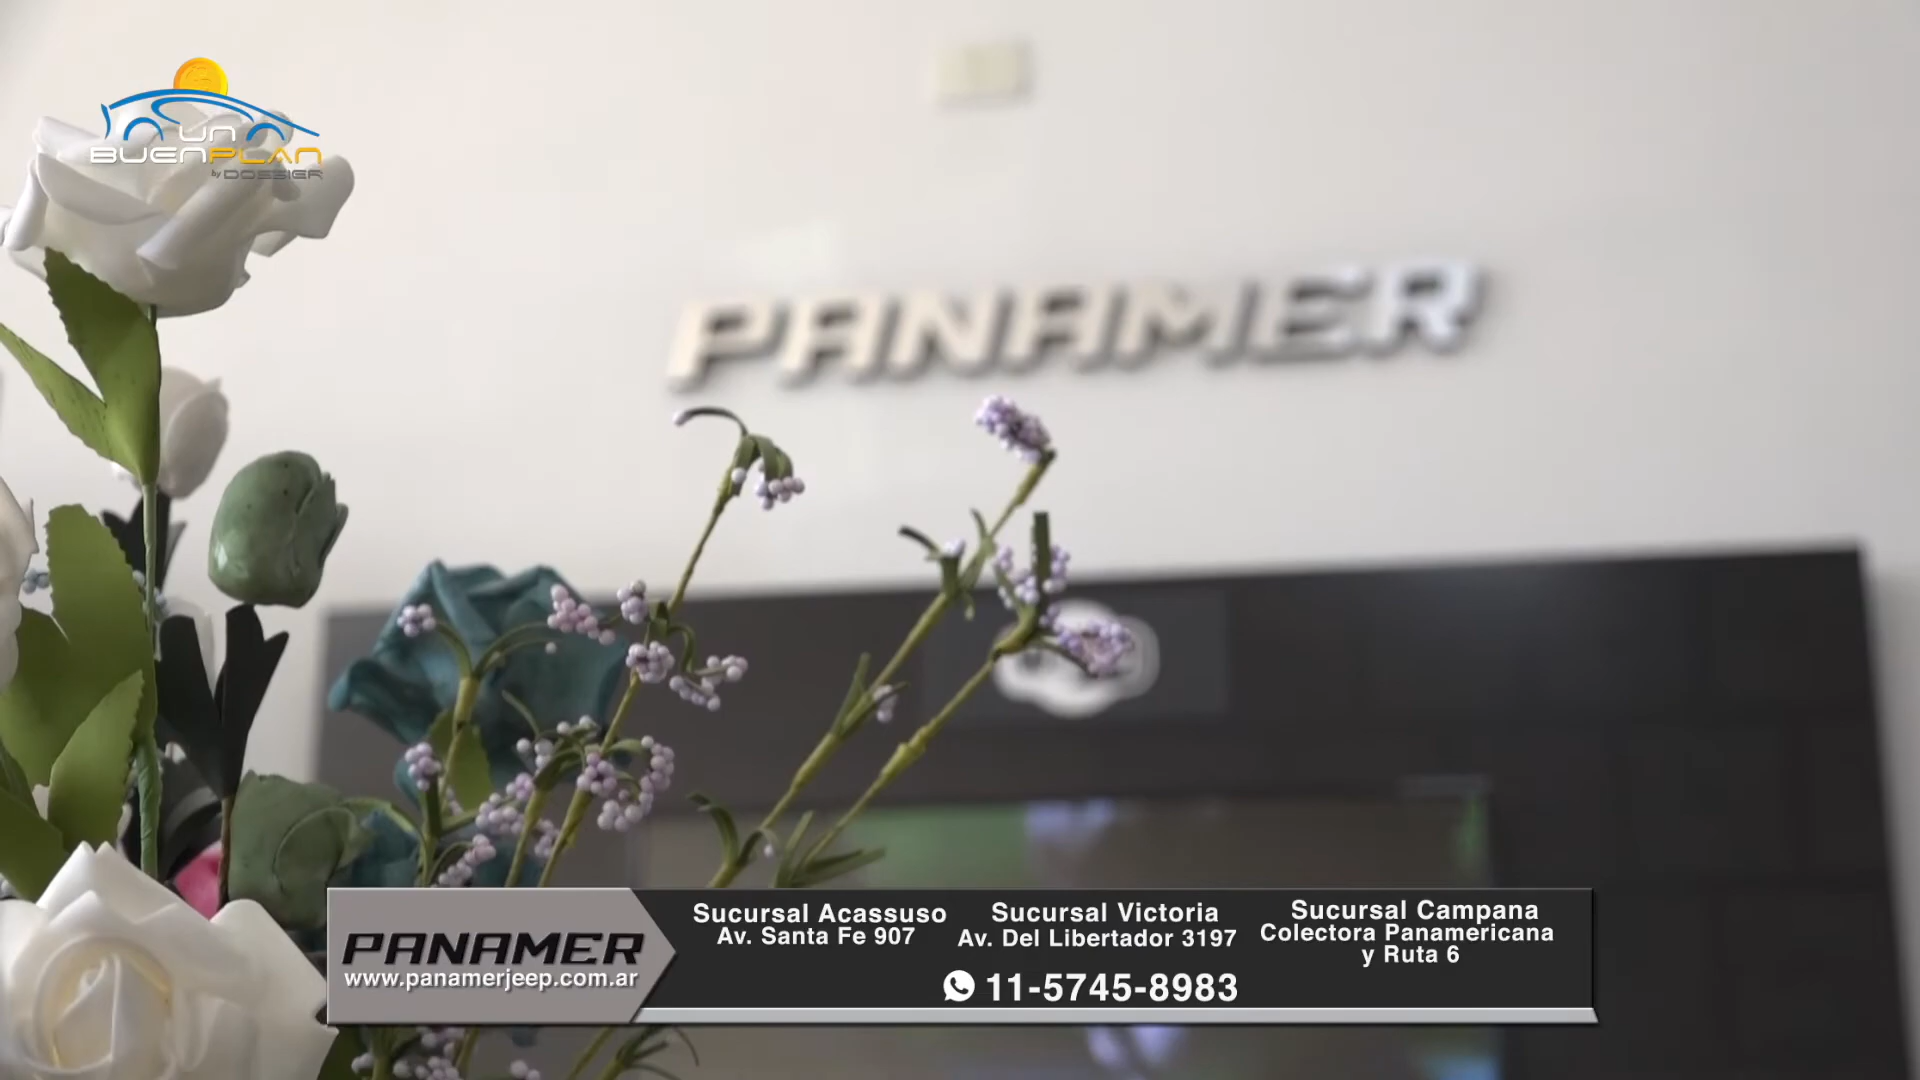 UN
BUENPLAN
by DOSSIER
PANAMER
PANAMER
www.panamerjeep.com.ar
Sucursal Acassuso
Av. Santa Fe 907
Sucursal Victoria
Av. Del Libertador 3197
Sucursal Campana
Colectora Panamericana
y Ruta 6
11-5745-8983